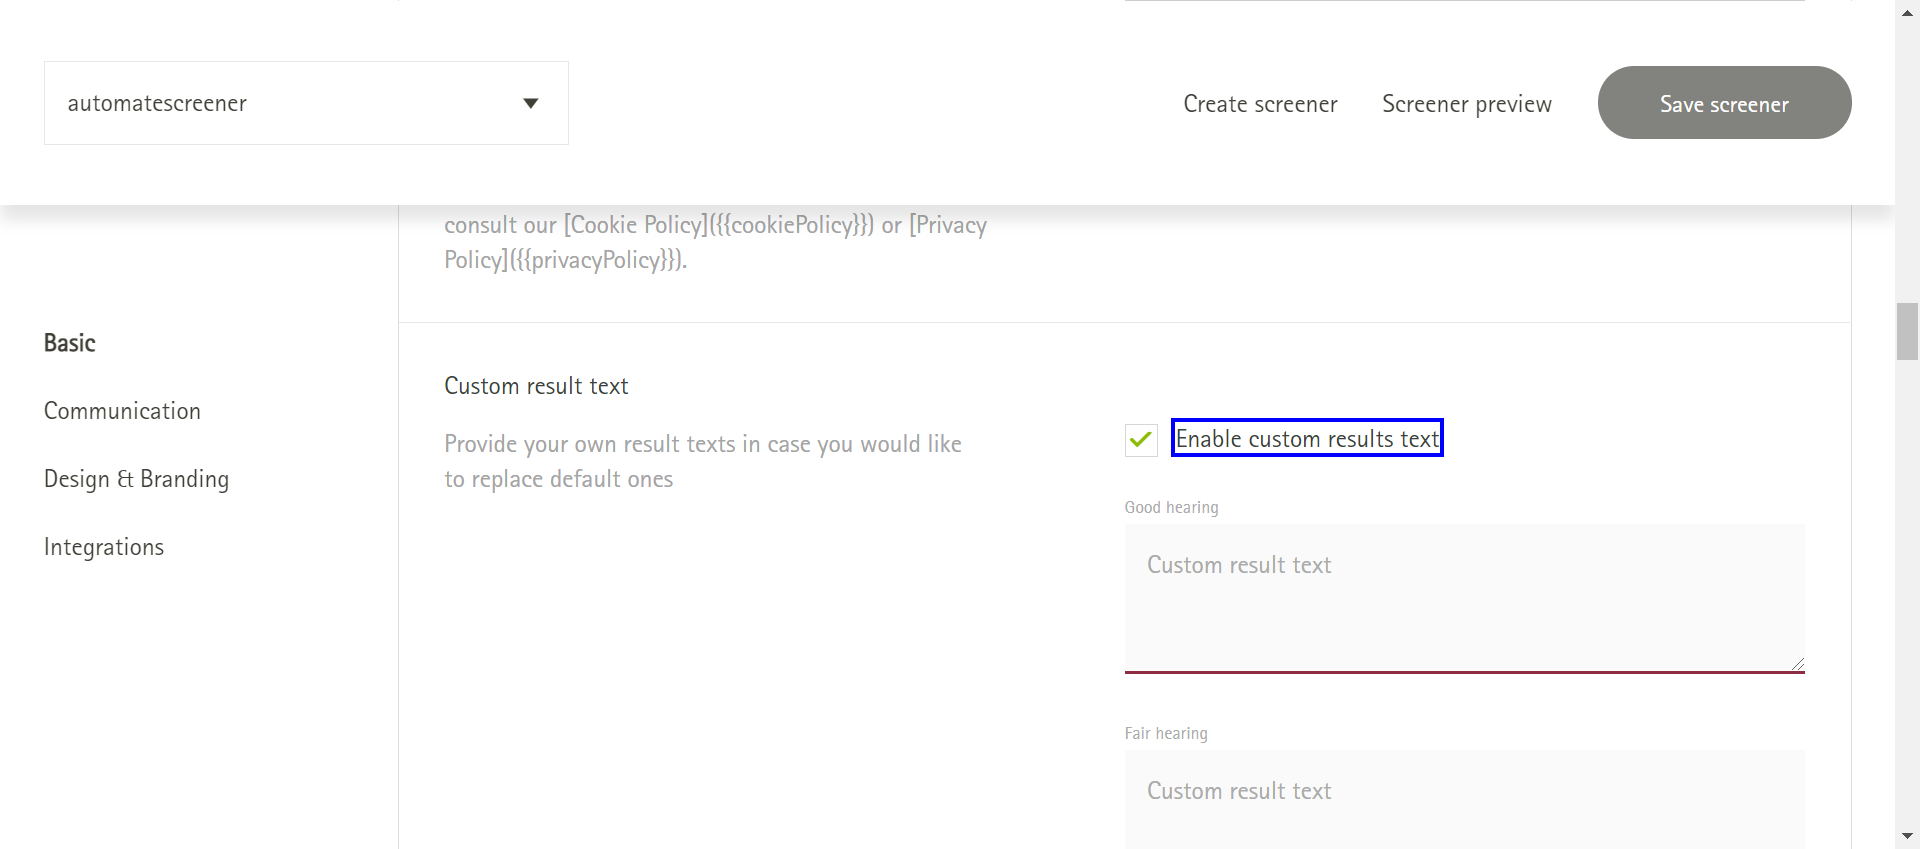 automatescreener
Create screener
Screener preview
Save screener
consult our [Cookie Policy]({{cookiePolicy}}) or [Privacy
Policy]({{privacyPolicy}}).
Basic
Communication
Design & Branding
Integrations
Custom result text
Provide your own result texts in case you would like
to replace default ones
Enable custom results text
Good hearing
Custom result text
Fair hearing
Custom result text